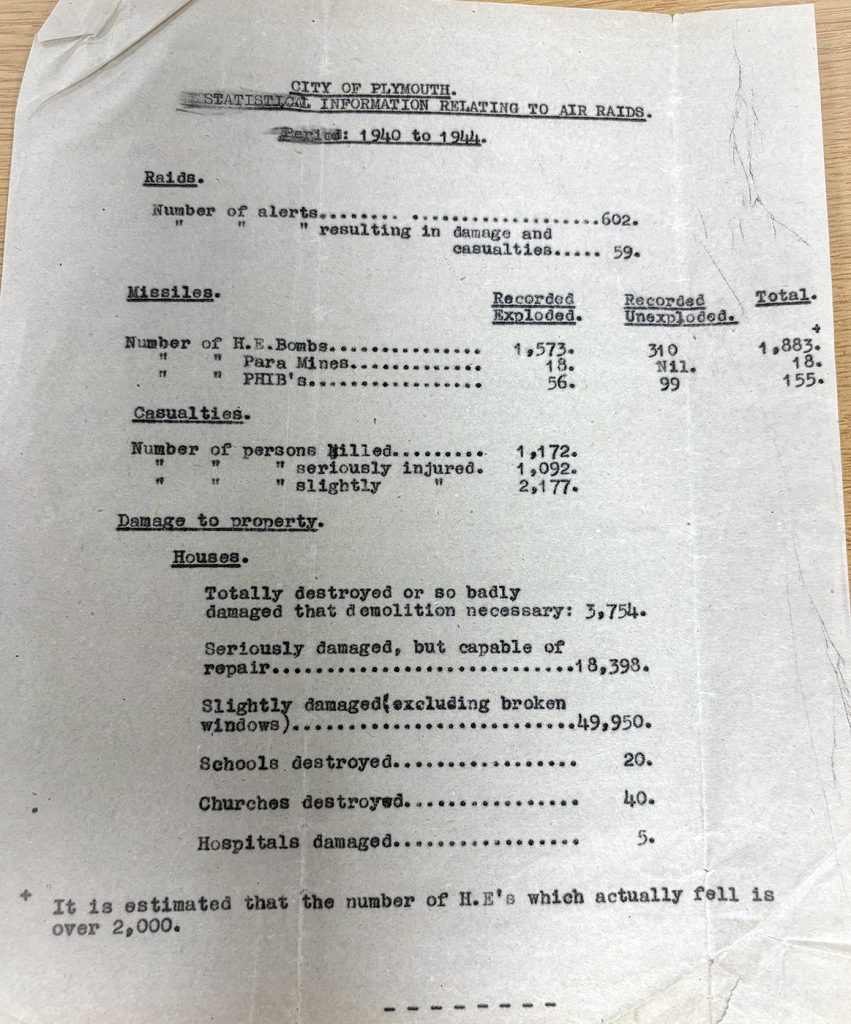 CITY OF PLYMOUTH.
STATISTICAL INFORMATION RELATING TO AIR RAIDS.
Period: 1940 to 1944.
Raids.
Number of alerts........ ...................602.
" " " resulting in damage and
casualties..... 59.
Missiles. Recorded Recorded Total.
Exploded. Unexploded.
+
Number of H.E.Bombs............... 1,573. 310 1,883.
" " Para Mines............. 18. Nil. 18.
" " PHIB's................. 56. 99 155.
Casualties.
Number of persons killed......... 1,172.
" " " seriously injured. 1,092.
" " " slightly " 2,177.
Damage to property.
Houses.
Totally destroyed or so badly
damaged that demolition necessary: 3,754.
Seriously damaged, but capable of
repair.............................18,398.
Slightly damaged(excluding broken
windows)...........................49,950.
Schools destroyed................. 20.
Churches destroyed................ 40.
Hospitals damaged................. 5.
+ It is estimated that the number of H.E's which actually fell is
over 2,000.
--------